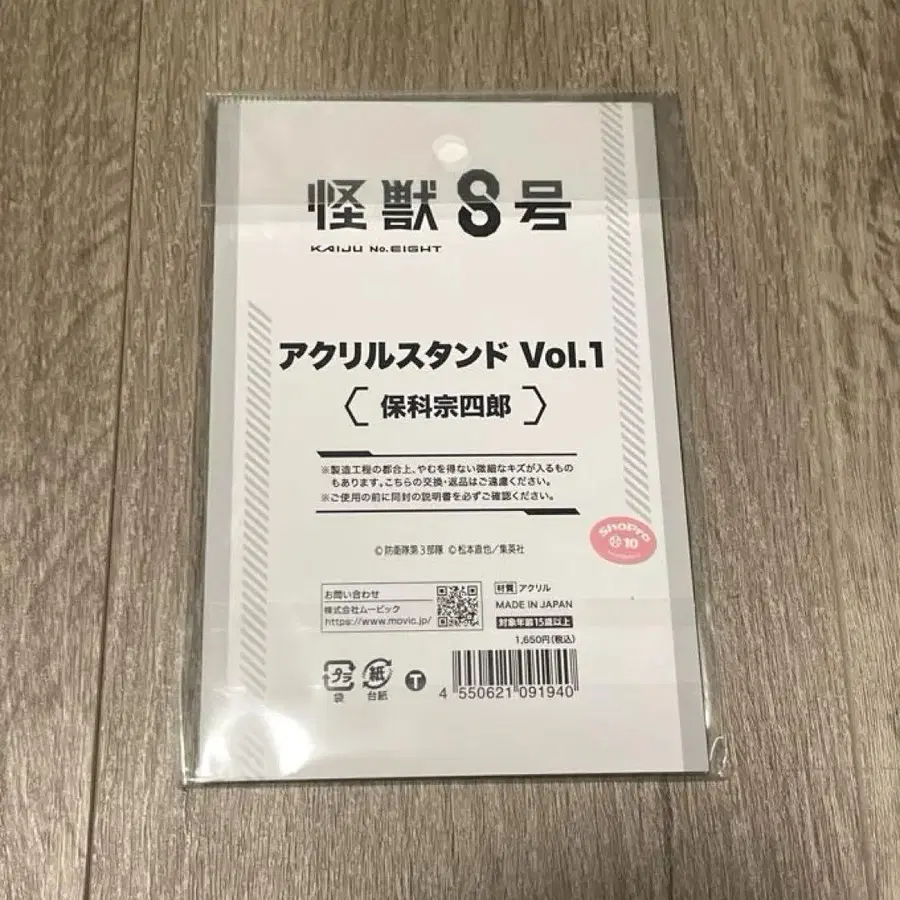 怪獣8号
KAIJU No.EIGHT
アクリルスタンド Vol.1
〈 保科宗四郎 〉
※製造工程の都合上、やむを得ない微細なキズが入るもの
もあります。こちらの交換・返品はご遠慮ください。
※ご使用の前に同封の説明書を必ずご確認ください。
ShoPro
10
©防衛隊第3部隊 ©松本直也/集英社
お問い合わせ
株式会社ムービック
https://www.movic.jp/
材質 アクリル
MADE IN JAPAN
対象年齢15歳以上
1,650円(税込)
プラ
袋
紙
台紙
T
4 550621 091940